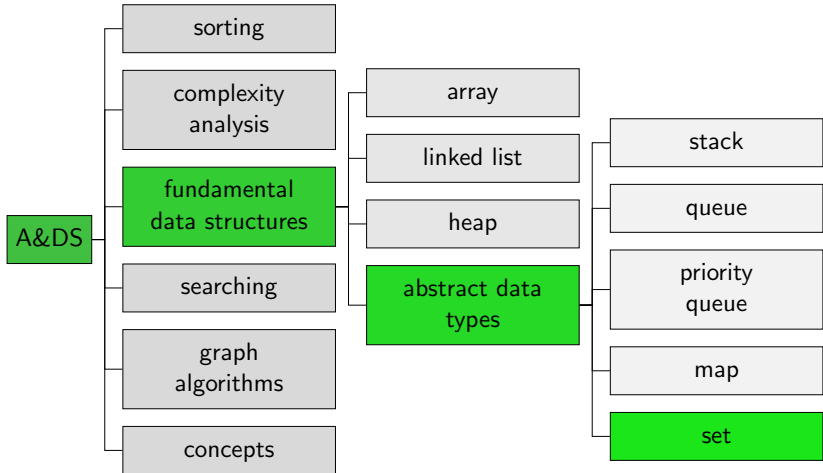 A&DS
sorting
complexity
analysis
fundamental
data structures
searching
graph
algorithms
concepts
array
linked list
heap
abstract data
types
stack
queue
priority
queue
map
set